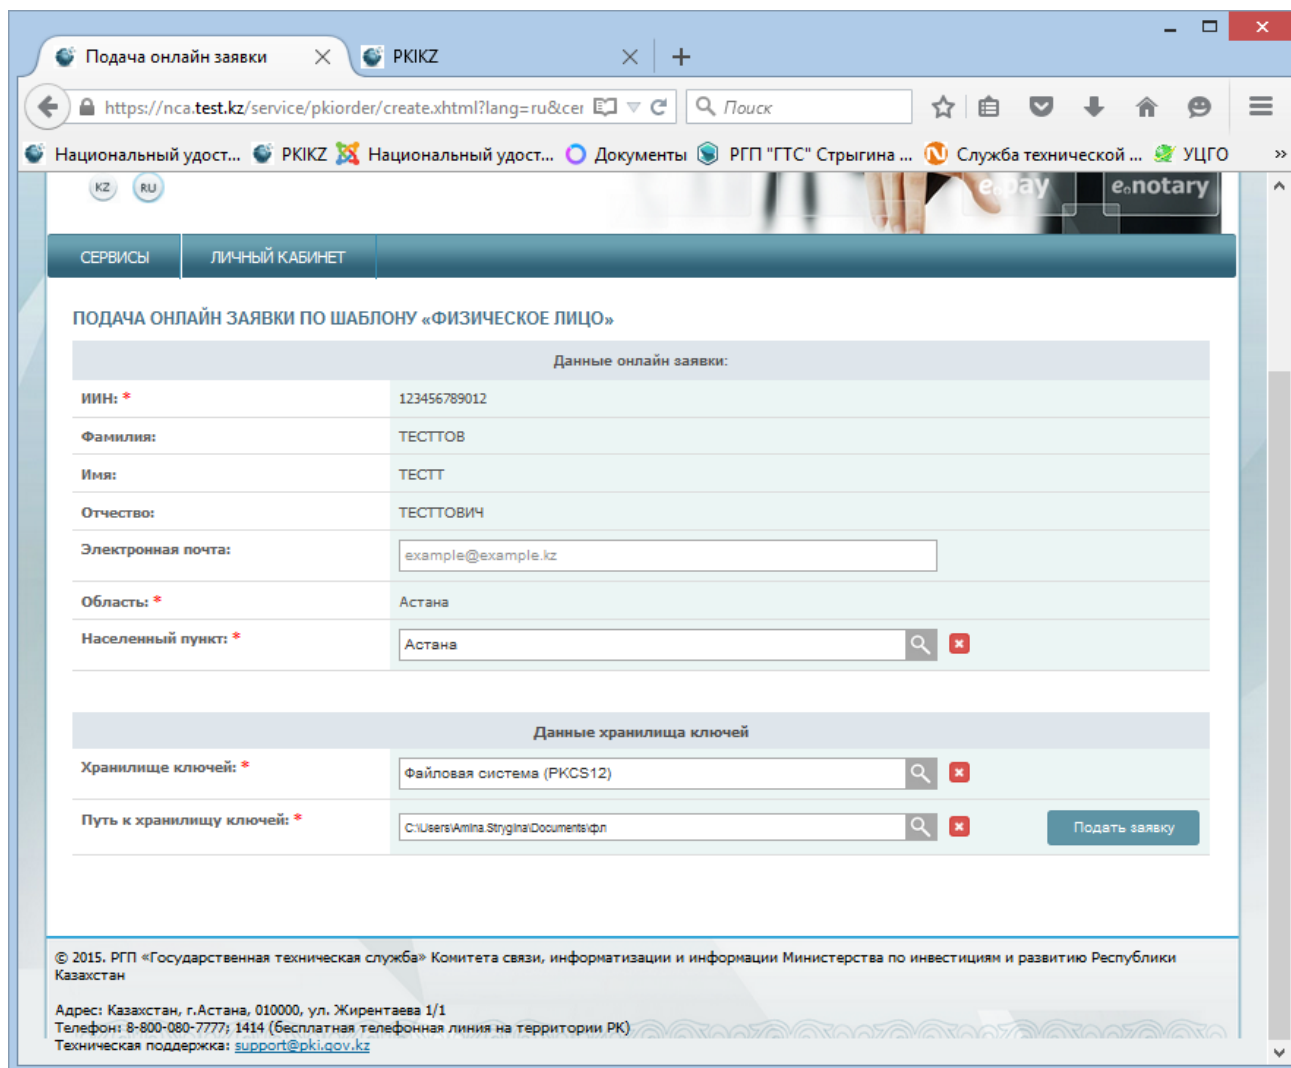 Подача онлайн заявки
PKIKZ
https://nca.test.kz/service/pkiorder/create.xhtml?lang=ru&cer
Поиск
Национальный удост...
PKIKZ
Национальный удост...
Документы
РГП "ГТС" Стрыгина ...
Служба технической ...
УЦГО
KZ
RU
e.pay
e.notary
СЕРВИСЫ
ЛИЧНЫЙ КАБИНЕТ
ПОДАЧА ОНЛАЙН ЗАЯВКИ ПО ШАБЛОНУ «ФИЗИЧЕСКОЕ ЛИЦО»
Данные онлайн заявки:
ИИН: * 123456789012
Фамилия: ТЕСТТОВ
Имя: ТЕСТТ
Отчество: ТЕСТТОВИЧ
Электронная почта: example@example.kz
Область: * Астана
Населенный пункт: * Астана
Данные хранилища ключей
Хранилище ключей: * Файловая система (PKCS12)
Путь к хранилищу ключей: * C:\Users\Amina.Strygina\Documents\фл
Подать заявку
© 2015. РГП «Государственная техническая служба» Комитета связи, информатизации и информации Министерства по инвестициям и развитию Республики
Казахстан
Адрес: Казахстан, г.Астана, 010000, ул. Жирентаева 1/1
Телефон: 8-800-080-7777; 1414 (бесплатная телефонная линия на территории РК)
Техническая поддержка: support@pki.gov.kz